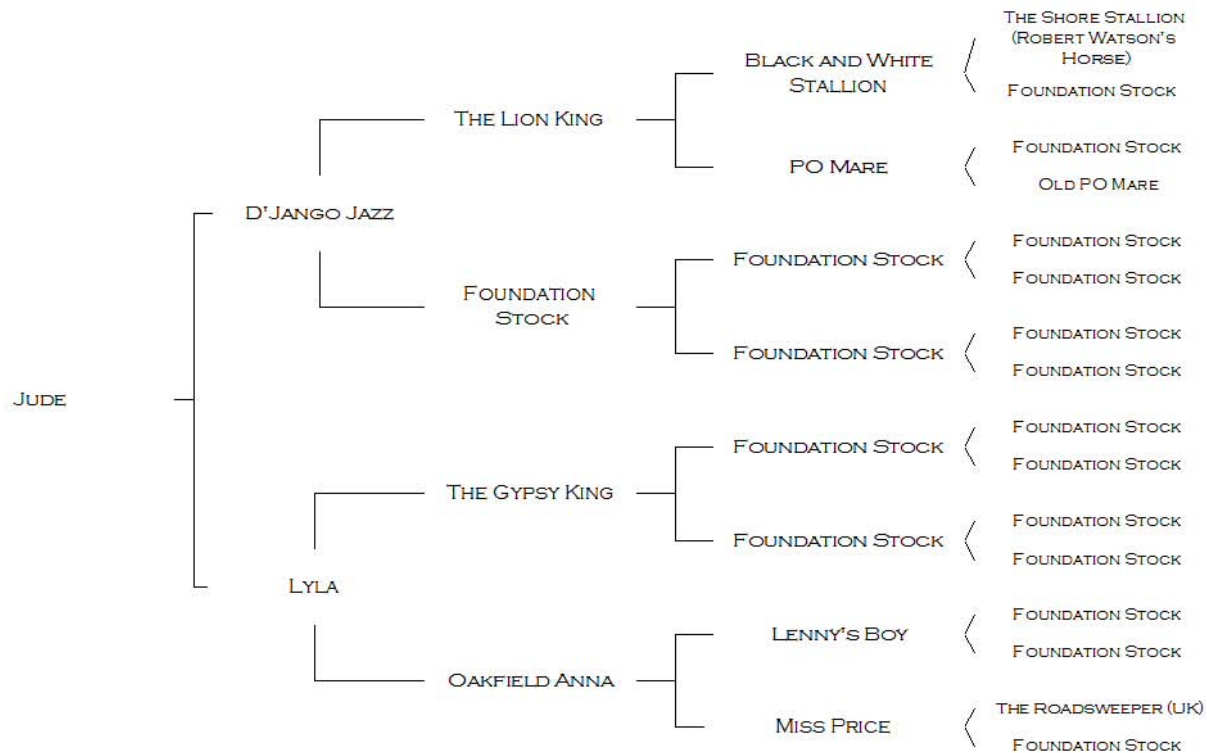 The Shore Stallion
(Robert Watson's
Horse)
Black and White
Stallion
Foundation Stock
The Lion King
Foundation Stock
PO Mare
Old PO Mare
D'Jango Jazz
Foundation Stock
Foundation Stock
Foundation Stock
Foundation
Stock
Foundation Stock
Foundation Stock
Foundation Stock
Jude
Foundation Stock
Foundation Stock
Foundation Stock
The Gypsy King
Foundation Stock
Foundation Stock
Foundation Stock
Lyla
Foundation Stock
Lenny's Boy
Foundation Stock
Oakfield Anna
The Roadsweeper (UK)
Miss Price
Foundation Stock